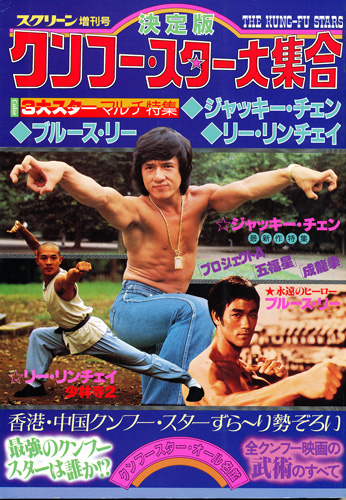 スクリーン増刊号
決定版
THE KUNG-FU STARS
クンフー・スター大集合
3大スターマルチ特集
◆ジャッキー・チェン
◆ブルース・リー
◆リー・リンチェイ
☆ジャッキー・チェン
最新作特集
プロジェクトA
五福星
成龍拳
★永遠のヒーロー
ブルース・リー
☆リー・リンチェイ
少林寺2
香港・中国クンフー・スターずら〜り勢ぞろい
最強のクンフー
スターは誰か!?
クンフースター・オール名鑑
全クンフー映画の
武術のすべて